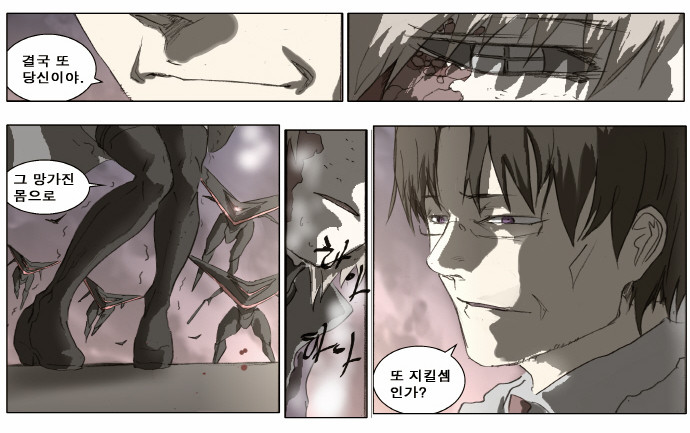 결국 또
당신이야.
그 망가진
몸으로
하아
하아
또 지킬셈
인가?